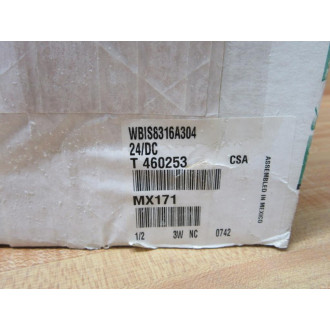 WBIS8316A304
24/DC
T 460253 CSA
MX171
1/2 3W NC 0742
ASSEMBLED IN MEXICO